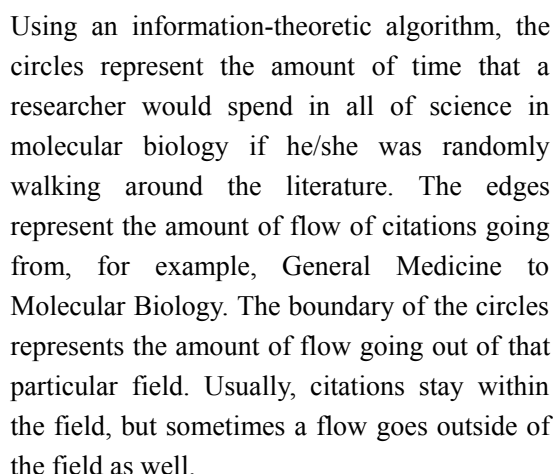 Using an information-theoretic algorithm, the
circles represent the amount of time that a
researcher would spend in all of science in
molecular biology if he/she was randomly
walking around the literature. The edges
represent the amount of flow of citations going
from, for example, General Medicine to
Molecular Biology. The boundary of the circles
represents the amount of flow going out of that
particular field. Usually, citations stay within
the field, but sometimes a flow goes outside of
the field as well.